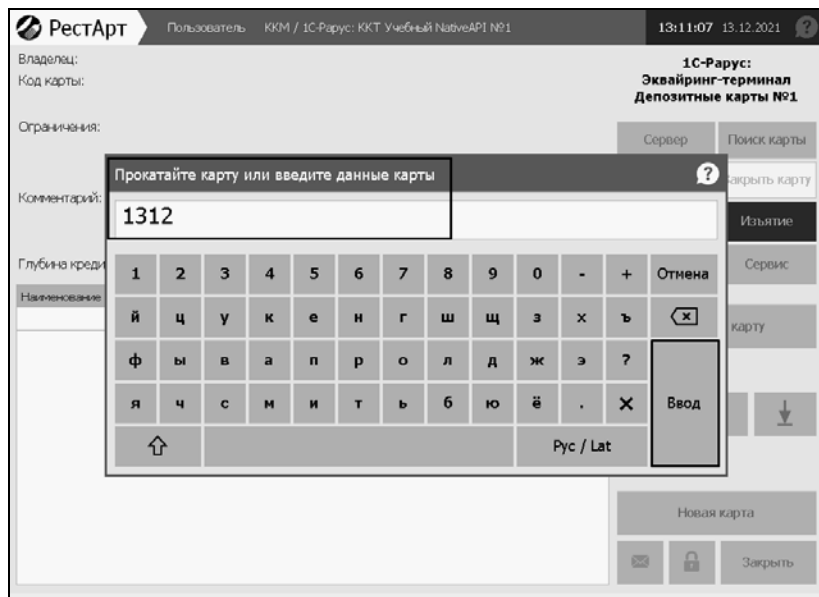 РестАрт Пользователь ККМ / 1С-Рарус: ККТ Учебный NativeAPI №1 13:11:07 13.12.2021 ?
Владелец:
Код карты:
1С-Рарус:
Эквайринг-терминал
Депозитные карты №1
Ограничения:
Сервер Поиск карты
Прокатайте карту или введите данные карты ?
Закрыть карту
Комментарий:
1312
Изъятие
Глубина креди
Сервис
Наименование
1 2 3 4 5 6 7 8 9 0 - + Отмена
й ц у к е н г ш щ з х ъ
карту
ф ы в а п р о л д ж э ?
я ч с м и т ь б ю ё . Ввод
Рус / Lat
Новая карта
Закрыть